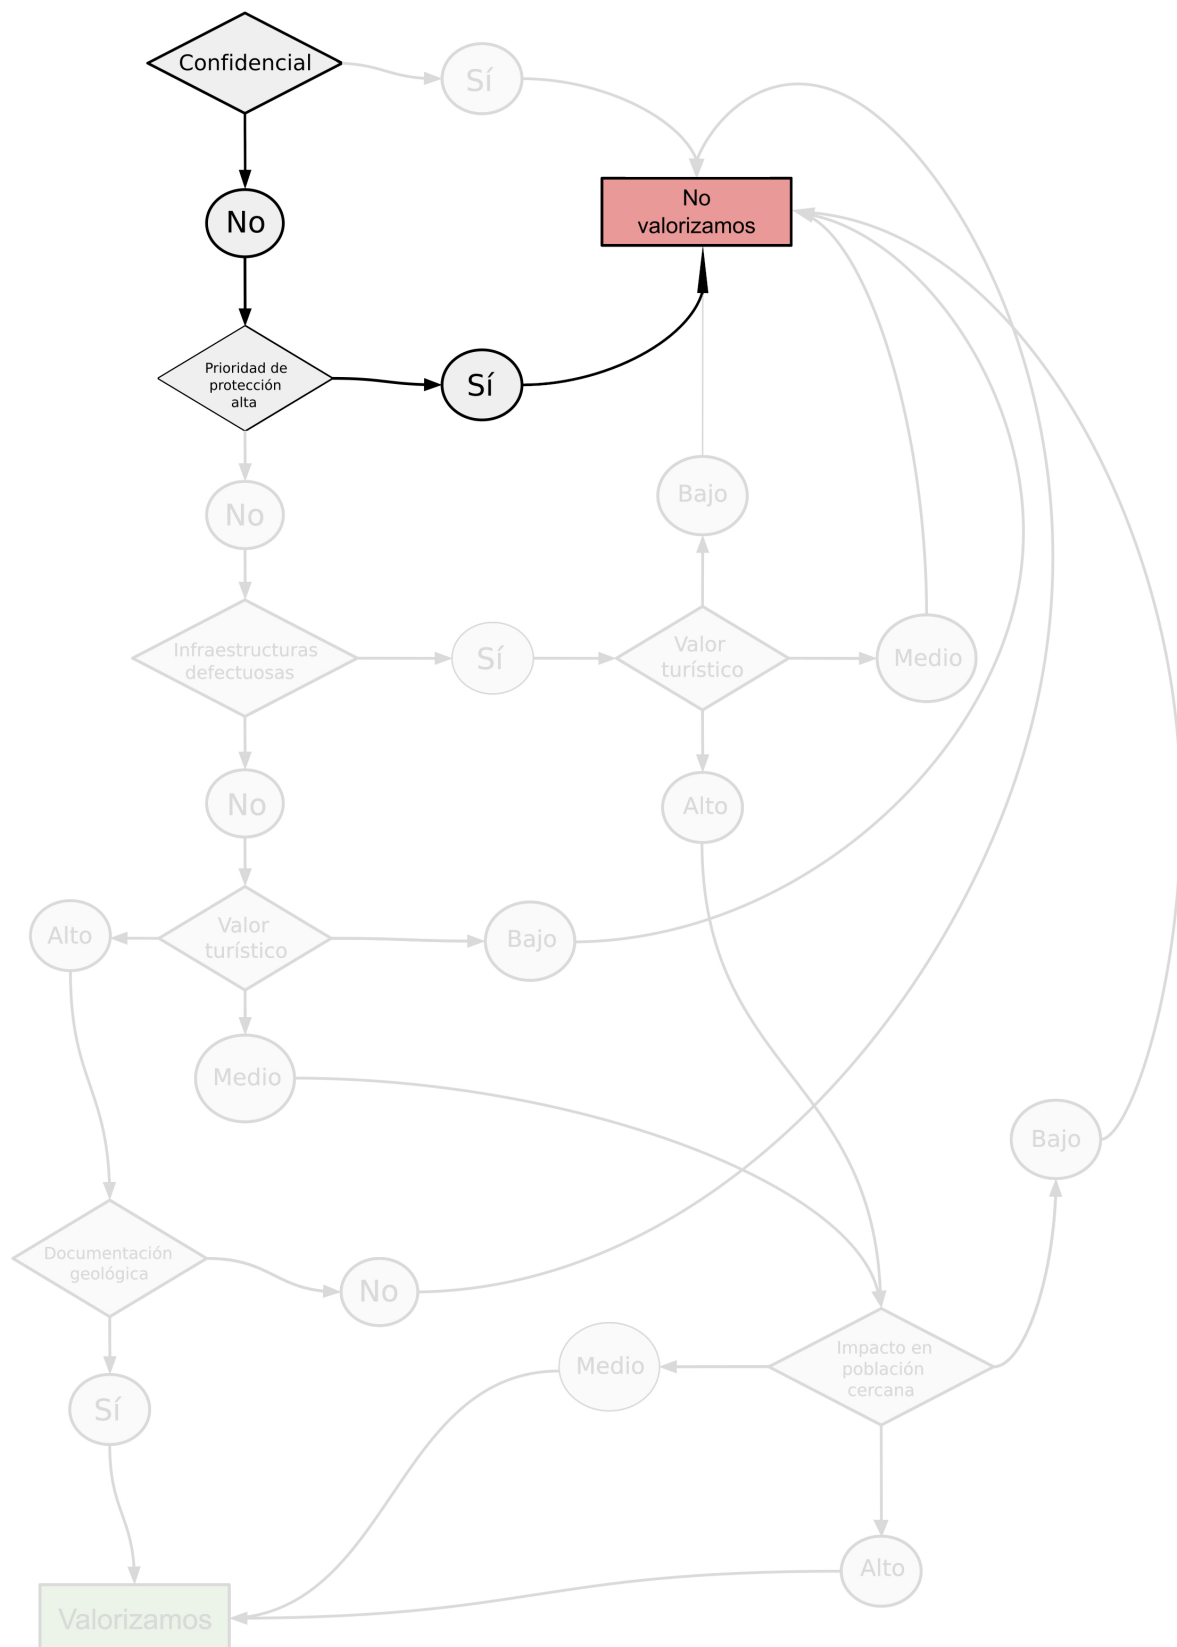 Confidencial
Sí
No
No
valorizamos
Prioridad de
protección
alta
Sí
No
Bajo
Infraestructuras
defectuosas
Sí
Valor
turístico
Medio
No
Alto
Alto
Valor
turístico
Bajo
Medio
Bajo
Documentación
geológica
No
Impacto en
población
cercana
Medio
Sí
Alto
Valorizamos